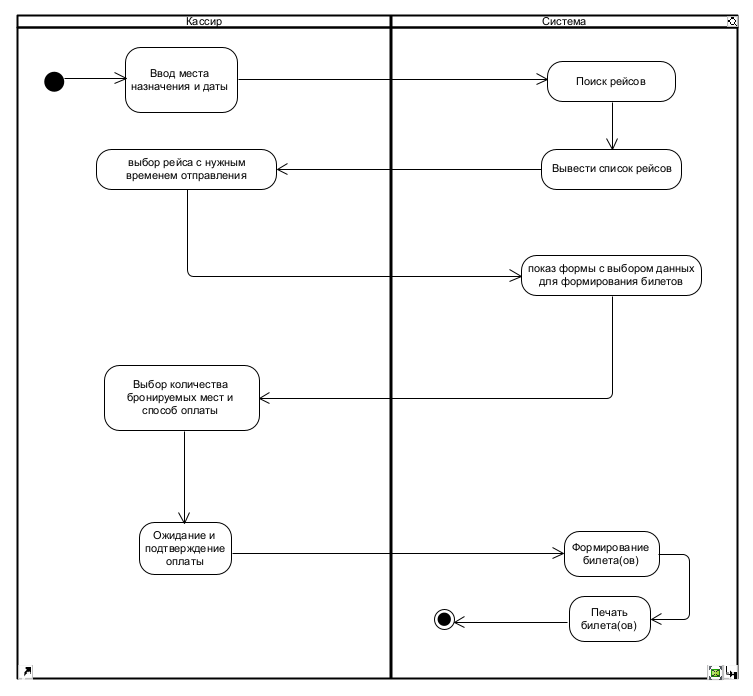 Кассир
Система
Ввод места
назначения и даты
Поиск рейсов
выбор рейса с нужным
временем отправления
Вывести список рейсов
показ формы с выбором данных
для формирования билетов
Выбор количества
бронируемых мест и
способ оплаты
Ожидание и
подтверждение
оплаты
Формирование
билета(ов)
Печать
билета(ов)